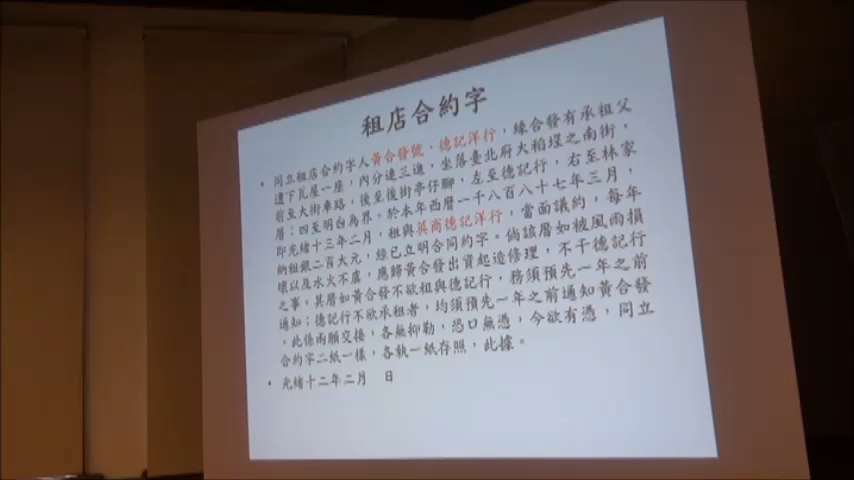 租店合約字
• 同立租店合約字人黃合發號、德記洋行,緣合發有承租父
遺下瓦屋一座,內分連三進,坐落臺北府大稻埕之南街,
前至大街車路,後至後街亭仔腳,左至德記行,右至林家
厝;四至明白為界,於本年西曆一千八百八十七年三月,
即光緒十三年二月,租與英商德記洋行,當面議約,每年
納租銀二百大元,經已立明合同約字。倘該厝如被風雨損
壞以及水火不虞,應歸黃合發出資起造修理,不干德記行
之事,其厝如黃合發不欲租與德記行,務須預先一年之前
通知;德記行不欲承租者,均須預先一年之前通知黃合發
。此係兩願交接,各無抑勒,恐口無憑,今欲有憑,同立
合約字二紙一樣,各執一紙存照,此據。
• 光緒十二年二月　日